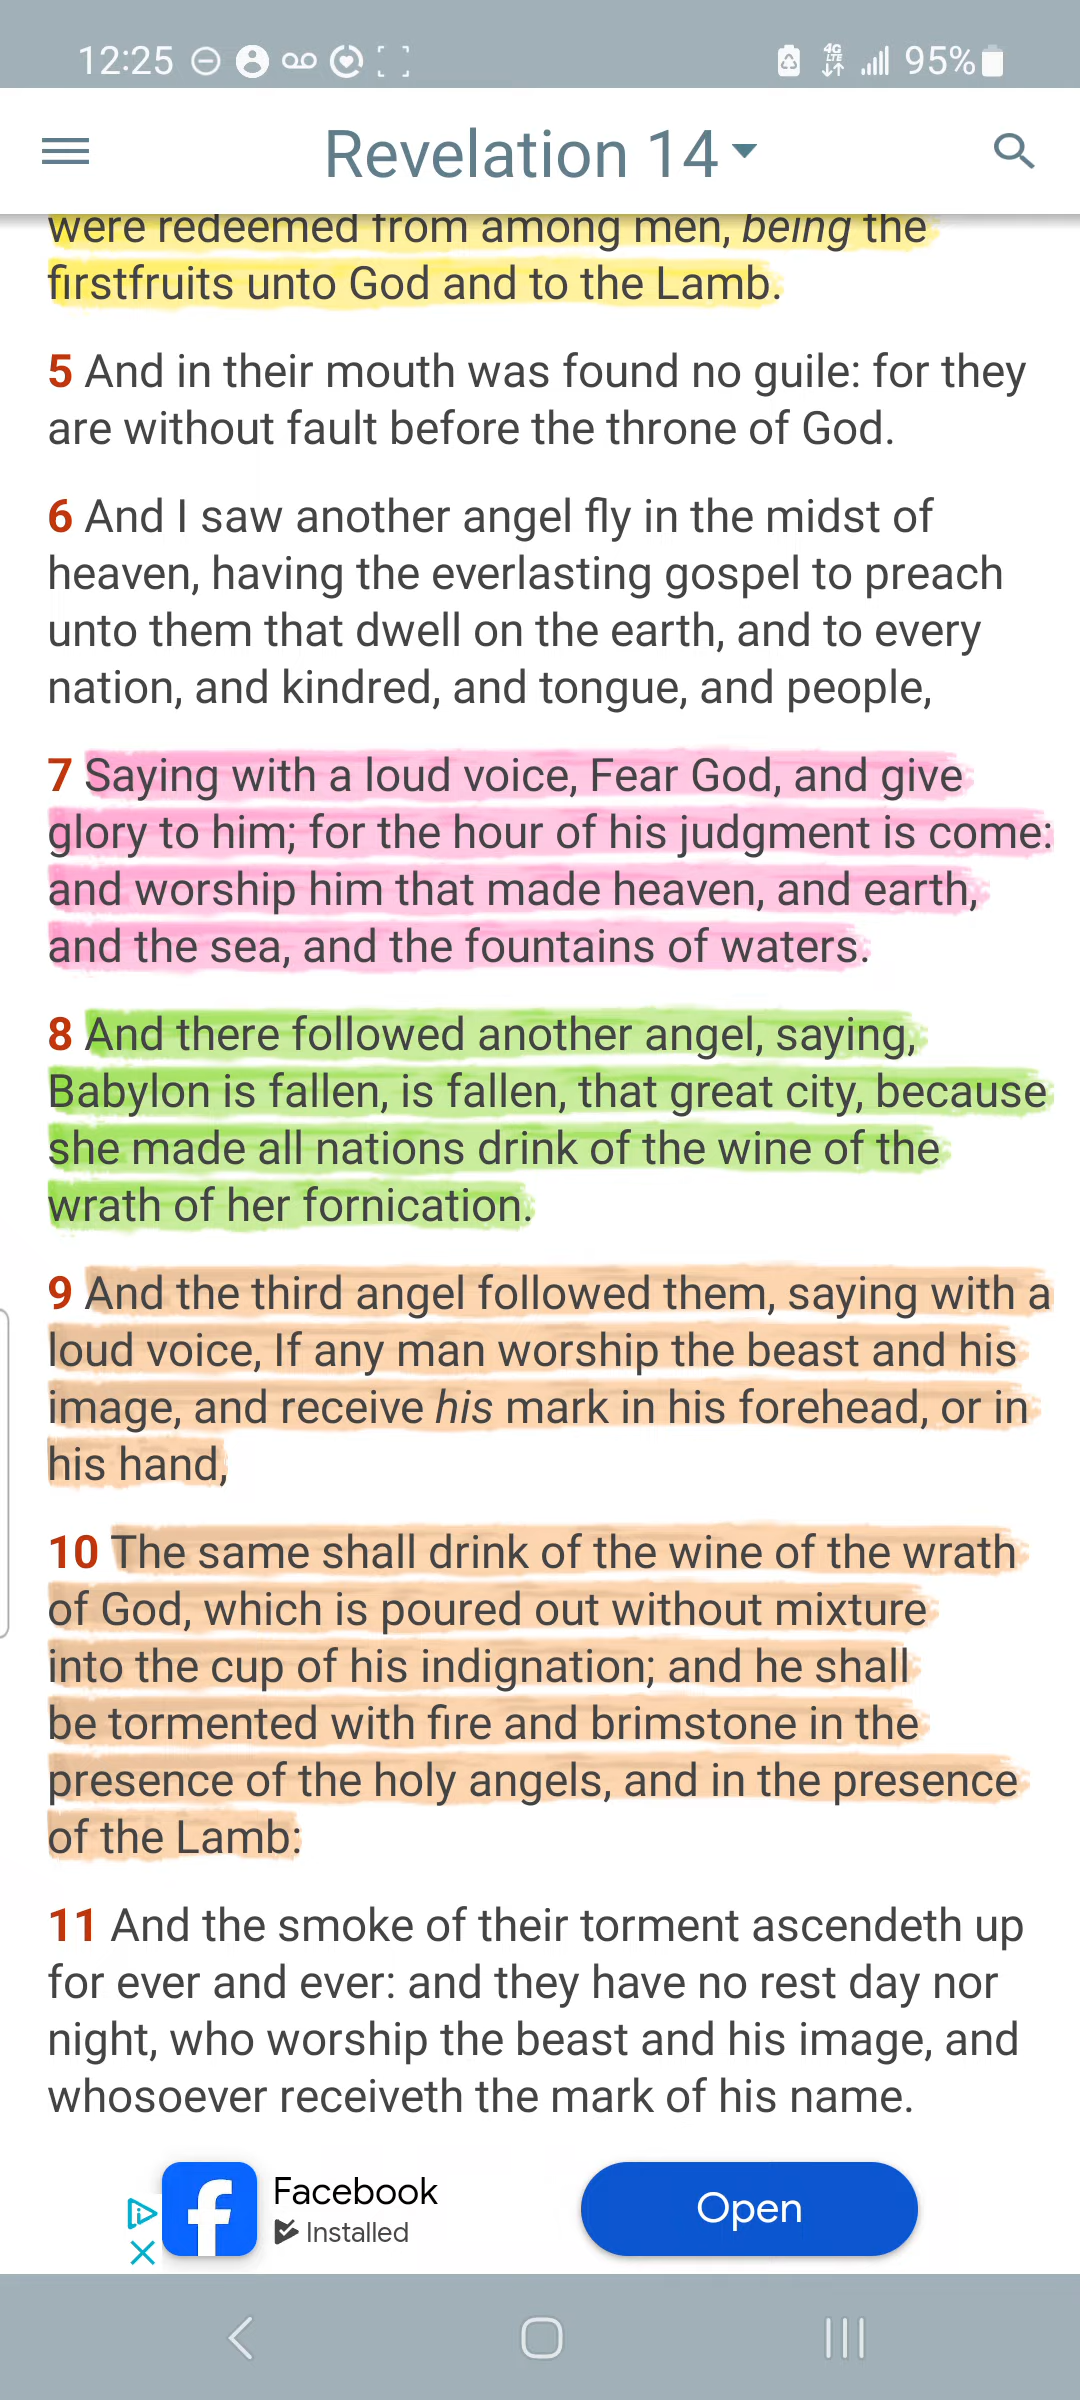 12:25
4G
LTE
95%
Revelation 14
were redeemed from among men, being the
firstfruits unto God and to the Lamb.
5 And in their mouth was found no guile: for they
are without fault before the throne of God.
6 And I saw another angel fly in the midst of
heaven, having the everlasting gospel to preach
unto them that dwell on the earth, and to every
nation, and kindred, and tongue, and people,
7 Saying with a loud voice, Fear God, and give
glory to him; for the hour of his judgment is come:
and worship him that made heaven, and earth,
and the sea, and the fountains of waters.
8 And there followed another angel, saying,
Babylon is fallen, is fallen, that great city, because
she made all nations drink of the wine of the
wrath of her fornication.
9 And the third angel followed them, saying with a
loud voice, If any man worship the beast and his
image, and receive his mark in his forehead, or in
his hand,
10 The same shall drink of the wine of the wrath
of God, which is poured out without mixture
into the cup of his indignation; and he shall
be tormented with fire and brimstone in the
presence of the holy angels, and in the presence
of the Lamb:
11 And the smoke of their torment ascendeth up
for ever and ever: and they have no rest day nor
night, who worship the beast and his image, and
whosoever receiveth the mark of his name.
Facebook
Installed
Open